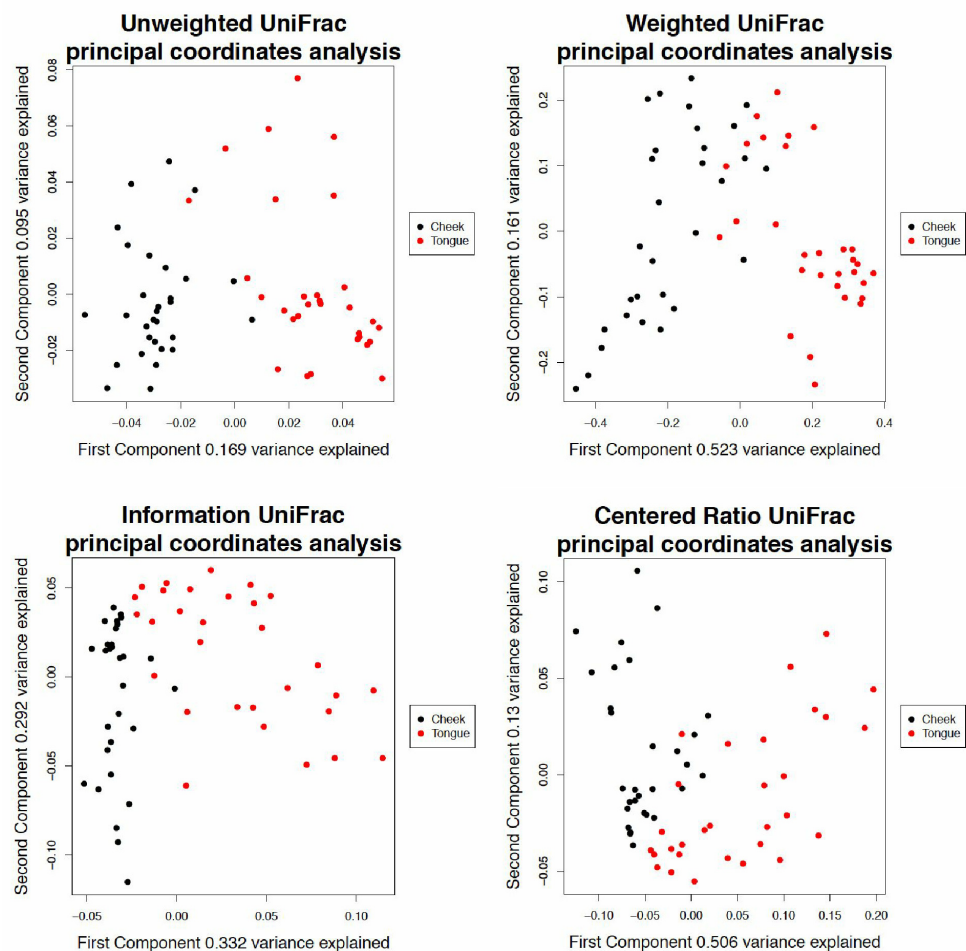 Unweighted UniFrac
principal coordinates analysis
Second Component 0.095 variance explained
0.08
0.06
0.04
0.02
0.00
−0.02
−0.04
−0.02
0.00
0.02
0.04
First Component 0.169 variance explained
Cheek
Tongue
Weighted UniFrac
principal coordinates analysis
Second Component 0.161 variance explained
0.2
0.1
0.0
−0.1
−0.2
−0.4
−0.2
0.0
0.2
0.4
First Component 0.523 variance explained
Cheek
Tongue
Information UniFrac
principal coordinates analysis
Second Component 0.292 variance explained
0.05
0.00
−0.05
−0.10
−0.05
0.00
0.05
0.10
First Component 0.332 variance explained
Cheek
Tongue
Centered Ratio UniFrac
principal coordinates analysis
Second Component 0.13 variance explained
0.10
0.05
0.00
−0.05
−0.10
−0.05
0.00
0.05
0.10
0.15
0.20
First Component 0.506 variance explained
Cheek
Tongue